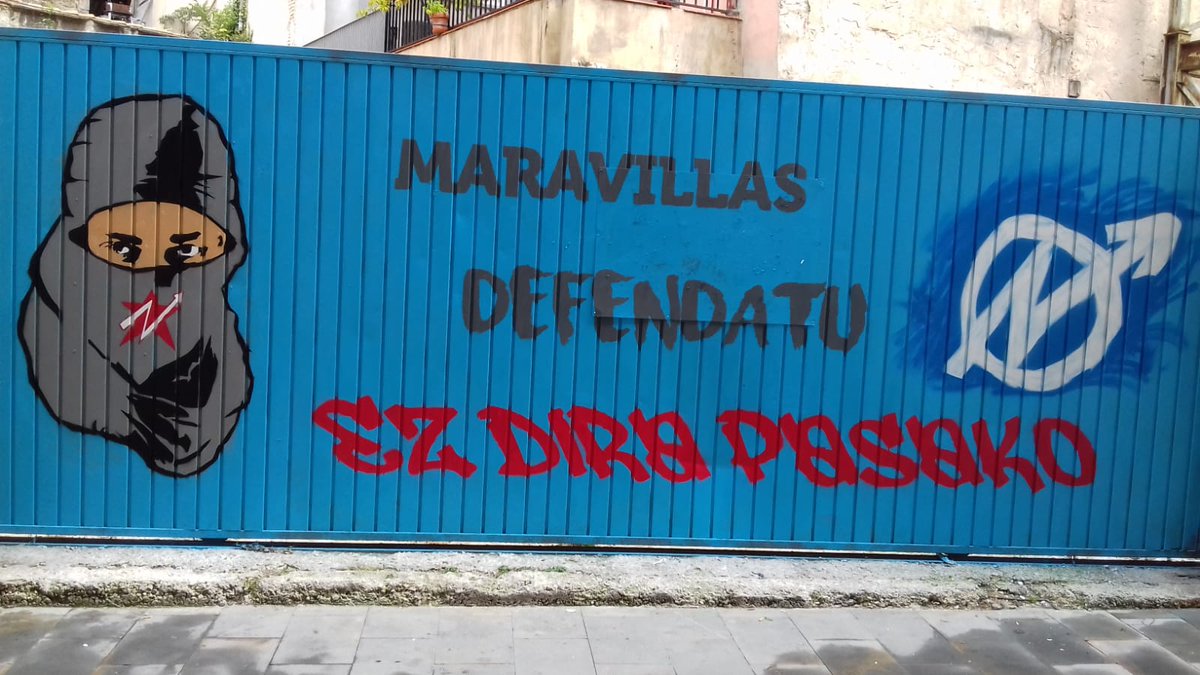 MARAVILLAS
DEFENDATU
EZ DIRA PASAKO